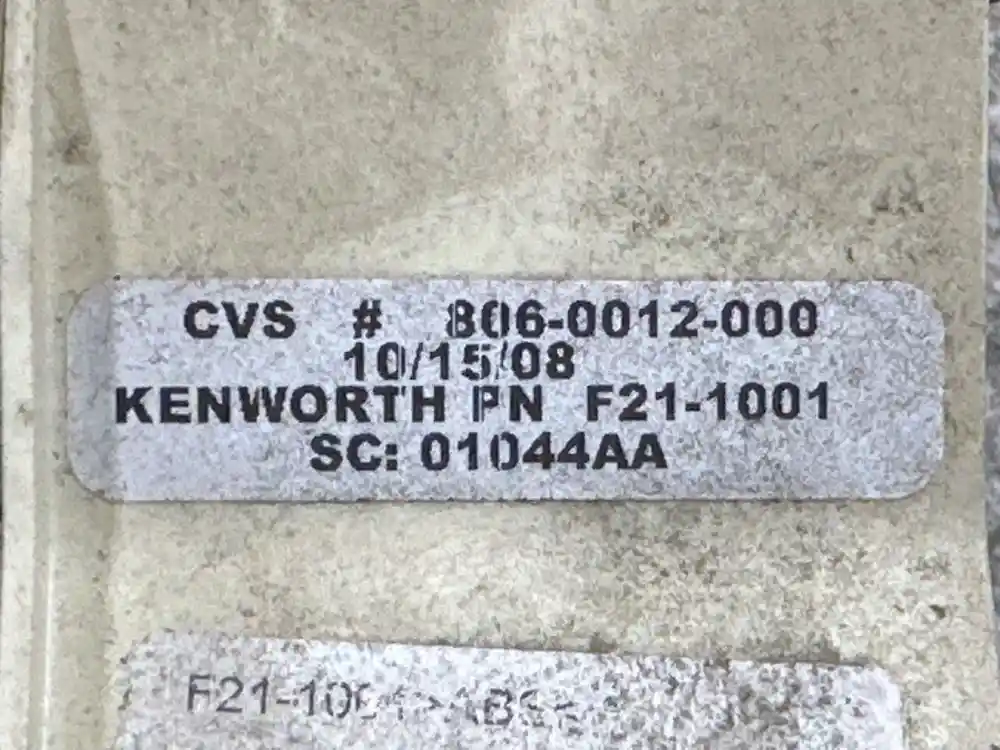 CVS # 806-0012-000
10/15/08
KENWORTH PN F21-1001
SC: 01044AA